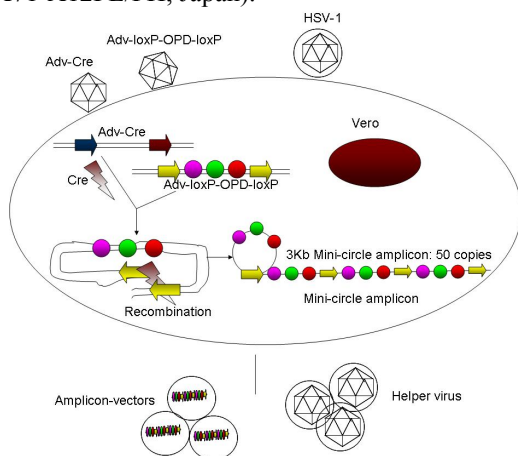 Japan).
HSV-1
Adv-loxP-OPD-loxP
Adv-Cre
Adv-Cre
Vero
Cre
Adv-loxP-OPD-loxP
3Kb Mini-circle amplicon: 50 copies
Mini-circle amplicon
Recombination
Amplicon-vectors
Helper virus